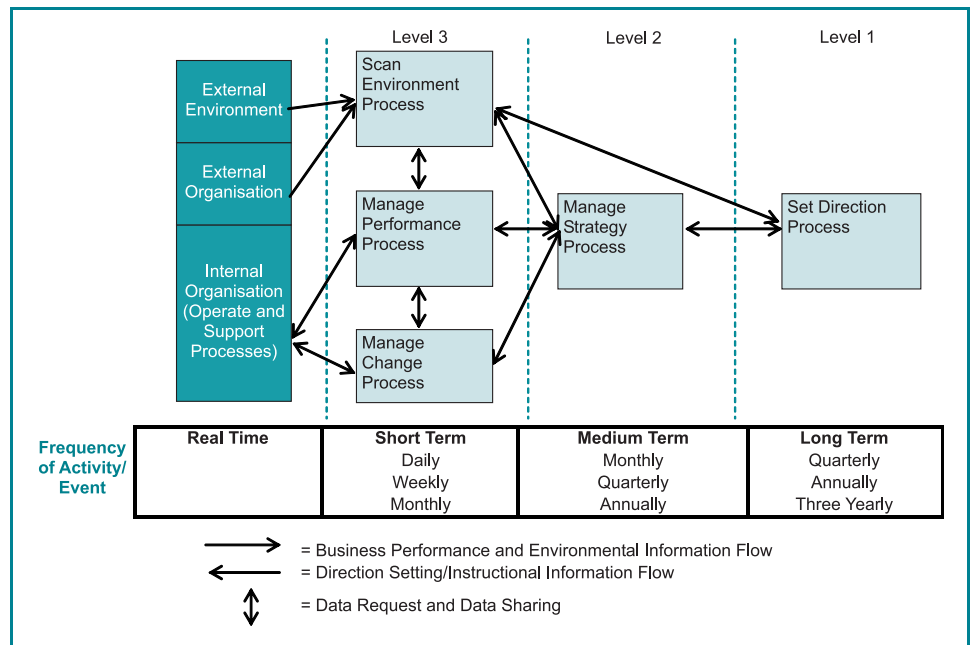 Level 3
Level 2
Level 1
External
Environment
External
Organisation
Internal
Organisation
(Operate and
Support
Processes)
Scan
Environment
Process
Manage
Performance
Process
Manage
Change
Process
Manage
Strategy
Process
Set Direction
Process
Frequency
of Activity/
Event
Real Time
Short Term
Daily
Weekly
Monthly
Medium Term
Monthly
Quarterly
Annually
Long Term
Quarterly
Annually
Three Yearly
= Business Performance and Environmental Information Flow
= Direction Setting/Instructional Information Flow
= Data Request and Data Sharing